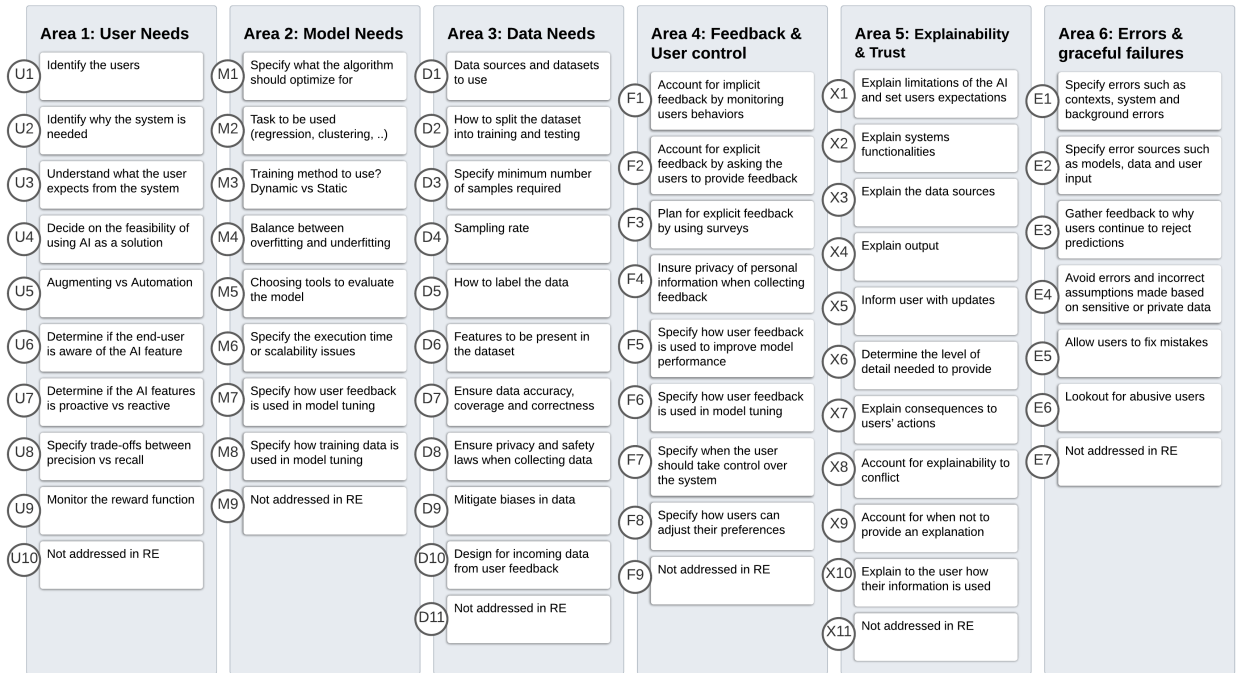 Area 1: User Needs
U1
Identify the users
U2
Identify why the system is
needed
U3
Understand what the user
expects from the system
U4
Decide on the feasibility of
using AI as a solution
U5
Augmenting vs Automation
U6
Determine if the end-user
is aware of the AI feature
U7
Determine if the AI features
is proactive vs reactive
U8
Specify trade-offs between
precision vs recall
U9
Monitor the reward function
U10
Not addressed in RE
Area 2: Model Needs
M1
Specify what the algorithm
should optimize for
M2
Task to be used
(regression, clustering, ..)
M3
Training method to use?
Dynamic vs Static
M4
Balance between
overfitting and underfitting
M5
Choosing tools to evaluate
the model
M6
Specify the execution time
or scalability issues
M7
Specify how user feedback
is used in model tuning
M8
Specify how training data is
used in model tuning
M9
Not addressed in RE
Area 3: Data Needs
D1
Data sources and datasets
to use
D2
How to split the dataset
into training and testing
D3
Specify minimum number
of samples required
D4
Sampling rate
D5
How to label the data
D6
Features to be present in
the dataset
D7
Ensure data accuracy,
coverage and correctness
D8
Ensure privacy and safety
laws when collecting data
D9
Mitigate biases in data
D10
Design for incoming data
from user feedback
D11
Not addressed in RE
Area 4: Feedback &
User control
F1
Account for implicit
feedback by monitoring
users behaviors
F2
Account for explicit
feedback by asking the
users to provide feedback
F3
Plan for explicit feedback
by using surveys
F4
Insure privacy of personal
information when collecting
feedback
F5
Specify how user feedback
is used to improve model
performance
F6
Specify how user feedback
is used in model tuning
F7
Specify when the user
should take control over
the system
F8
Specify how users can
adjust their preferences
F9
Not addressed in RE
Area 5: Explainability
& Trust
X1
Explain limitations of the AI
and set users expectations
X2
Explain systems
functionalities
X3
Explain the data sources
X4
Explain output
X5
Inform user with updates
X6
Determine the level of
detail needed to provide
X7
Explain consequences to
users' actions
X8
Account for explainability to
conflict
X9
Account for when not to
provide an explanation
X10
Explain to the user how
their information is used
X11
Not addressed in RE
Area 6: Errors &
graceful failures
E1
Specify errors such as
contexts, system and
background errors
E2
Specify error sources such
as models, data and user
input
E3
Gather feedback to why
users continue to reject
predictions
E4
Avoid errors and incorrect
assumptions made based
on sensitive or private data
E5
Allow users to fix mistakes
E6
Lookout for abusive users
E7
Not addressed in RE